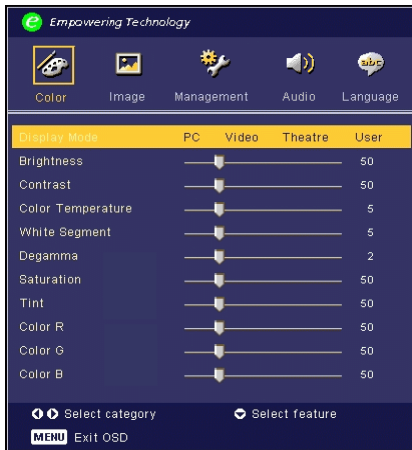 e Empowering Technology
Color Image Management Audio abc Language
Display Mode PC Video Theatre User
Brightness 50
Contrast 50
Color Temperature 5
White Segment 5
Degamma 2
Saturation 50
Tint 50
Color R 50
Color G 50
Color B 50
Select category Select feature
MENU Exit OSD